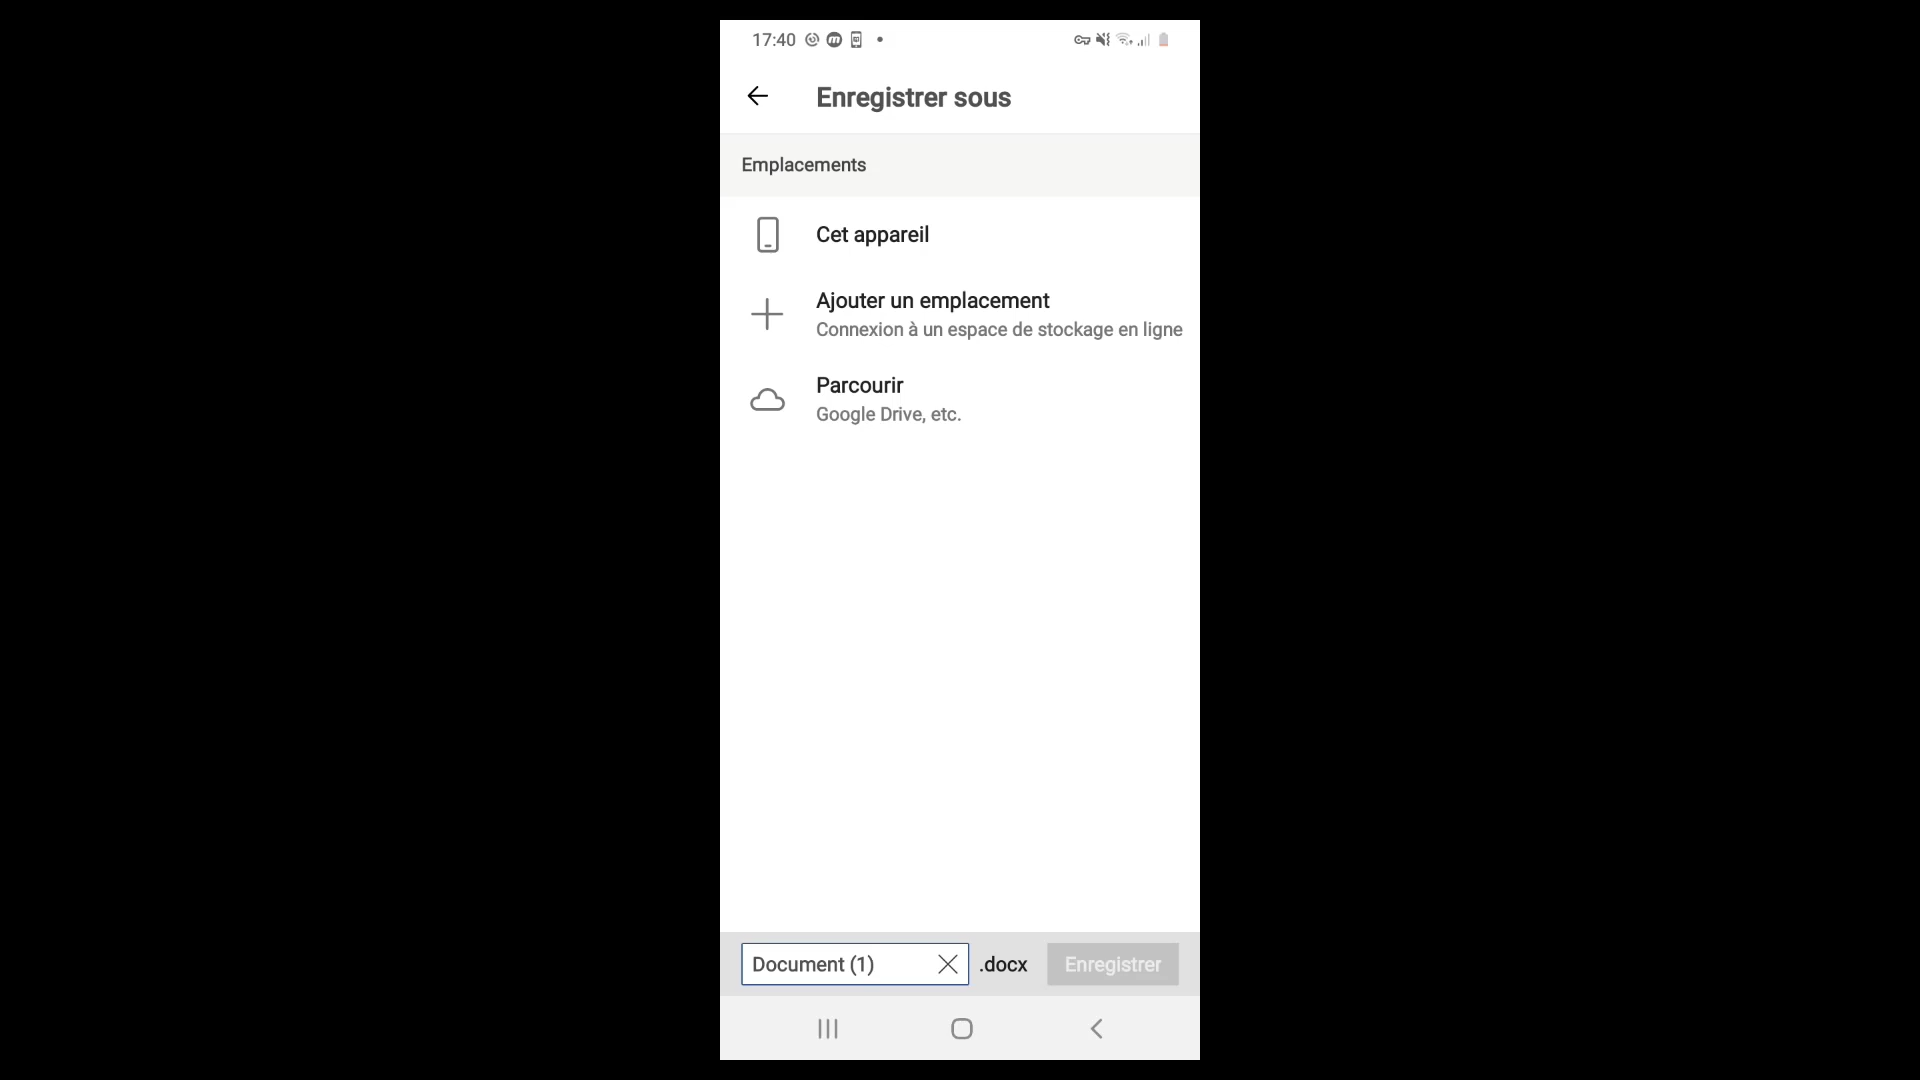 17:40
Enregistrer sous
Emplacements
Cet appareil
Ajouter un emplacement
Connexion à un espace de stockage en ligne
Parcourir
Google Drive, etc.
Document (1) .docx Enregistrer